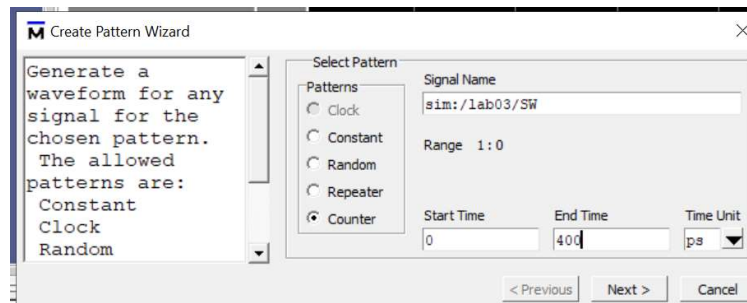 M Create Pattern Wizard
Generate a
waveform for any
signal for the
chosen pattern.
The allowed
patterns are:
Constant
Clock
Random
Select Pattern
Patterns
Clock
Constant
Random
Repeater
Counter
Signal Name
sim:/lab03/SW
Range 1:0
Start Time
End Time
Time Unit
0
400
ps
< Previous
Next >
Cancel